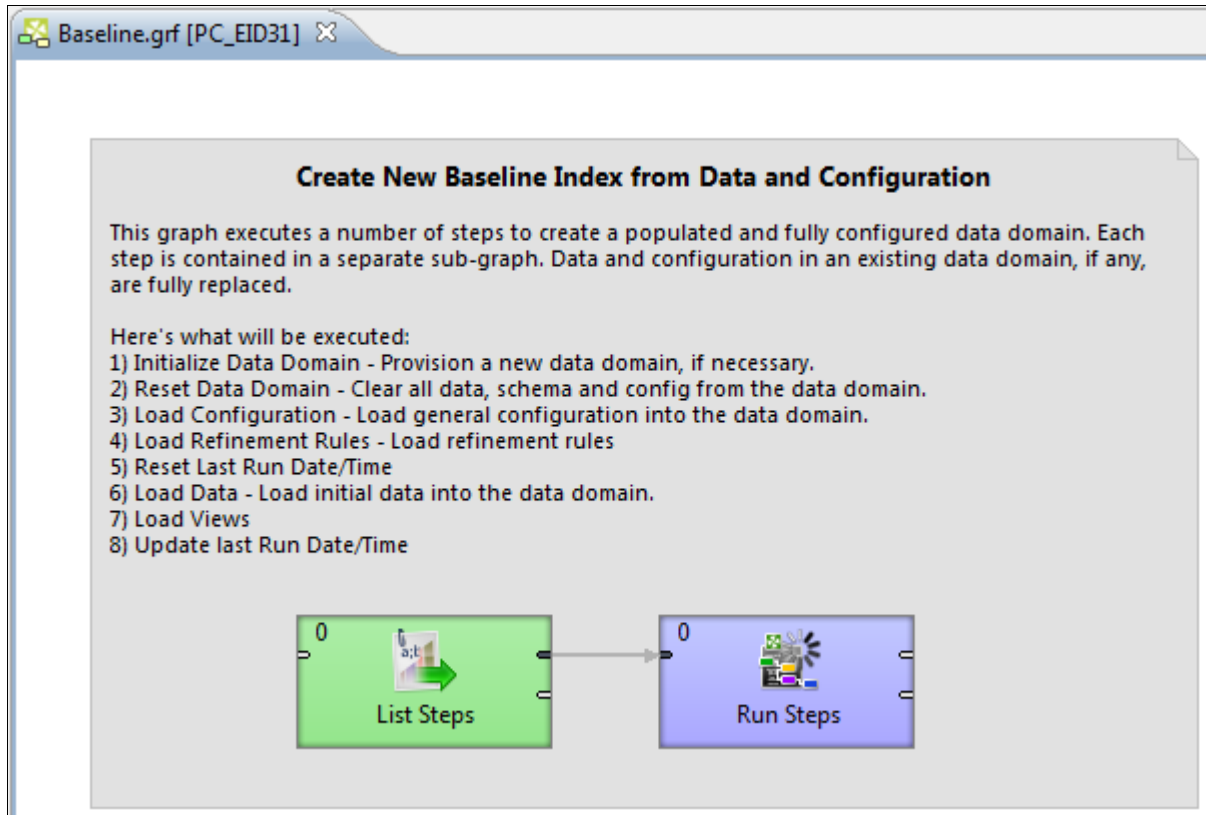 Baseline.grf [PC_EID31]
Create New Baseline Index from Data and Configuration
This graph executes a number of steps to create a populated and fully configured data domain. Each
step is contained in a separate sub-graph. Data and configuration in an existing data domain, if any,
are fully replaced.
Here's what will be executed:
1) Initialize Data Domain - Provision a new data domain, if necessary.
2) Reset Data Domain - Clear all data, schema and config from the data domain.
3) Load Configuration - Load general configuration into the data domain.
4) Load Refinement Rules - Load refinement rules
5) Reset Last Run Date/Time
6) Load Data - Load initial data into the data domain.
7) Load Views
8) Update last Run Date/Time
0
a;b
List Steps
0
Run Steps